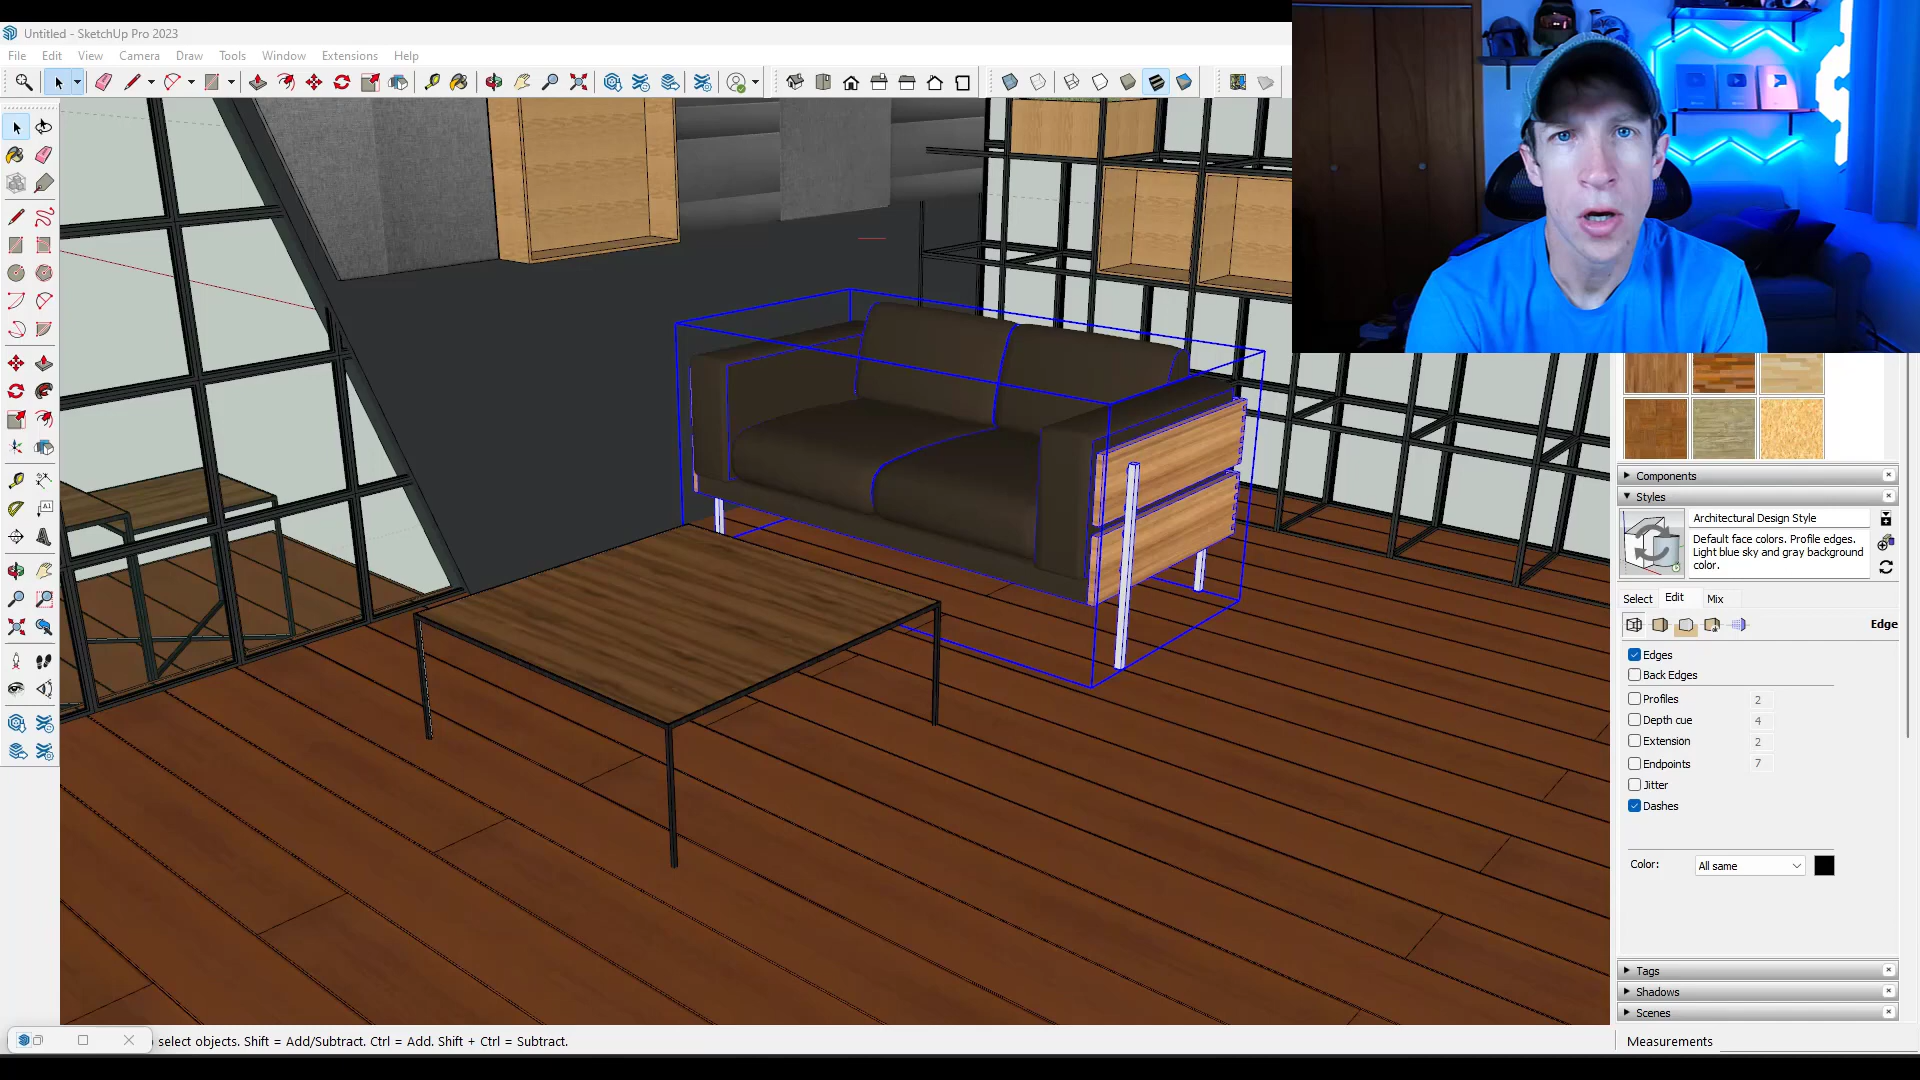 Untitled - SketchUp Pro 2023
File Edit View Camera Draw Tools Window Extensions Help
Components
Styles
Architectural Design Style
Default face colors. Profile edges.
Light blue sky and gray background
color.
Select Edit Mix
Edge
Edges
Back Edges
Profiles 2
Depth cue 4
Extension 2
Endpoints 7
Jitter
Dashes
Color: All same
Tags
Shadows
Scenes
select objects. Shift = Add/Subtract. Ctrl = Add. Shift + Ctrl = Subtract.
Measurements